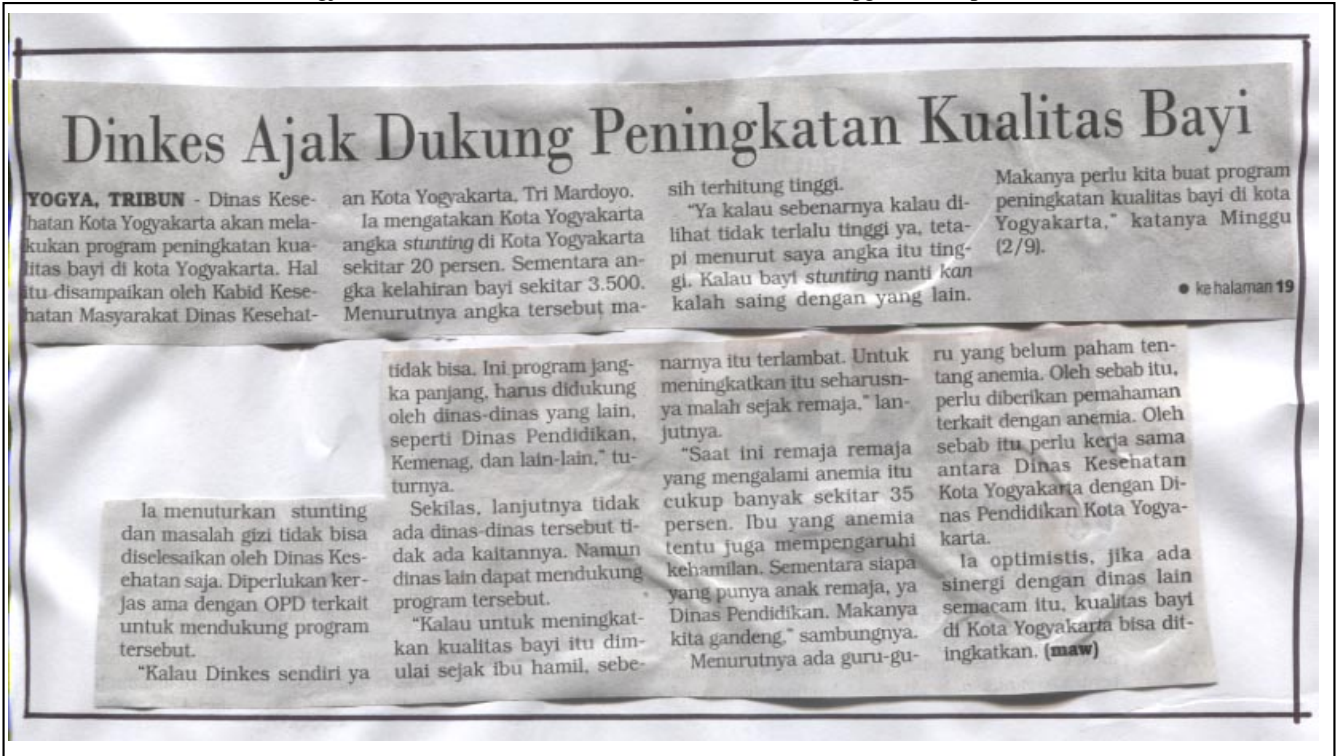 Dinkes Ajak Dukung Peningkatan Kualitas Bayi
YOGYA, TRIBUN - Dinas Kese-
hatan Kota Yogyakarta akan mela-
kukan program peningkatan kua-
litas bayi di kota Yogyakarta. Hal
itu disampaikan oleh Kabid Kese-
hatan Masyarakat Dinas Kesehat-
an Kota Yogyakarta, Tri Mardoyo.
Ia mengatakan Kota Yogyakarta
angka stunting di Kota Yogyakarta
sekitar 20 persen. Sementara an-
gka kelahiran bayi sekitar 3.500.
Menurutnya angka tersebut ma-
sih terhitung tinggi.
"Ya kalau sebenarnya kalau di-
lihat tidak terlalu tinggi ya, teta-
pi menurut saya angka itu ting-
gi. Kalau bayi stunting nanti kan
kalah saing dengan yang lain.
Makanya perlu kita buat program
peningkatan kualitas bayi di kota
Yogyakarta," katanya Minggu
(2/9).
● ke halaman 19
Ia menuturkan stunting
dan masalah gizi tidak bisa
diselesaikan oleh Dinas Kes-
ehatan saja. Diperlukan ker-
jas ama dengan OPD terkait
untuk mendukung program
tersebut.
"Kalau Dinkes sendiri ya
tidak bisa. Ini program jang-
ka panjang, harus didukung
oleh dinas-dinas yang lain,
seperti Dinas Pendidikan,
Kemenag, dan lain-lain," tu-
turnya.
Sekilas, lanjutnya tidak
ada dinas-dinas tersebut ti-
dak ada kaitannya. Namun
dinas lain dapat mendukung
program tersebut.
"Kalau untuk meningkat-
kan kualitas bayi itu dim-
ulai sejak ibu hamil, sebe-
narnya itu terlambat. Untuk
meningkatkan itu seharusn-
ya malah sejak remaja," lan-
jutnya.
"Saat ini remaja remaja
yang mengalami anemia itu
cukup banyak sekitar 35
persen. Ibu yang anemia
tentu juga mempengaruhi
kehamilan. Sementara siapa
yang punya anak remaja, ya
Dinas Pendidikan. Makanya
kita gandeng," sambungnya.
Menurutnya ada guru-gu-
ru yang belum paham ten-
tang anemia. Oleh sebab itu,
perlu diberikan pemahaman
terkait dengan anemia. Oleh
sebab itu perlu kerja sama
antara Dinas Kesehatan
Kota Yogyakarta dengan Di-
nas Pendidikan Kota Yogya-
karta.
Ia optimistis, jika ada
sinergi dengan dinas lain
semacam itu, kualitas bayi
di Kota Yogyakarta bisa dit-
ingkatkan. (maw)